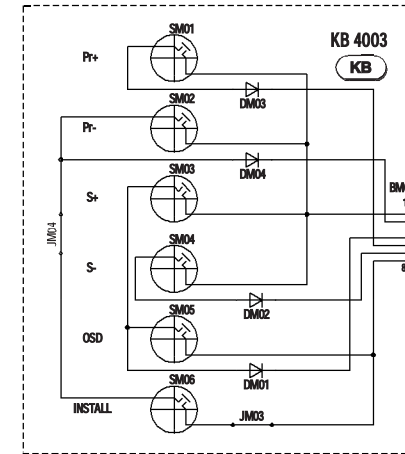 SM01
KB 4003
Pr+
KB
SM02
DM03
Pr-
SM03
DM04
S+
JM04
SM04
S-
SM05
DM02
OSD
SM06
DM01
INSTALL
JM03